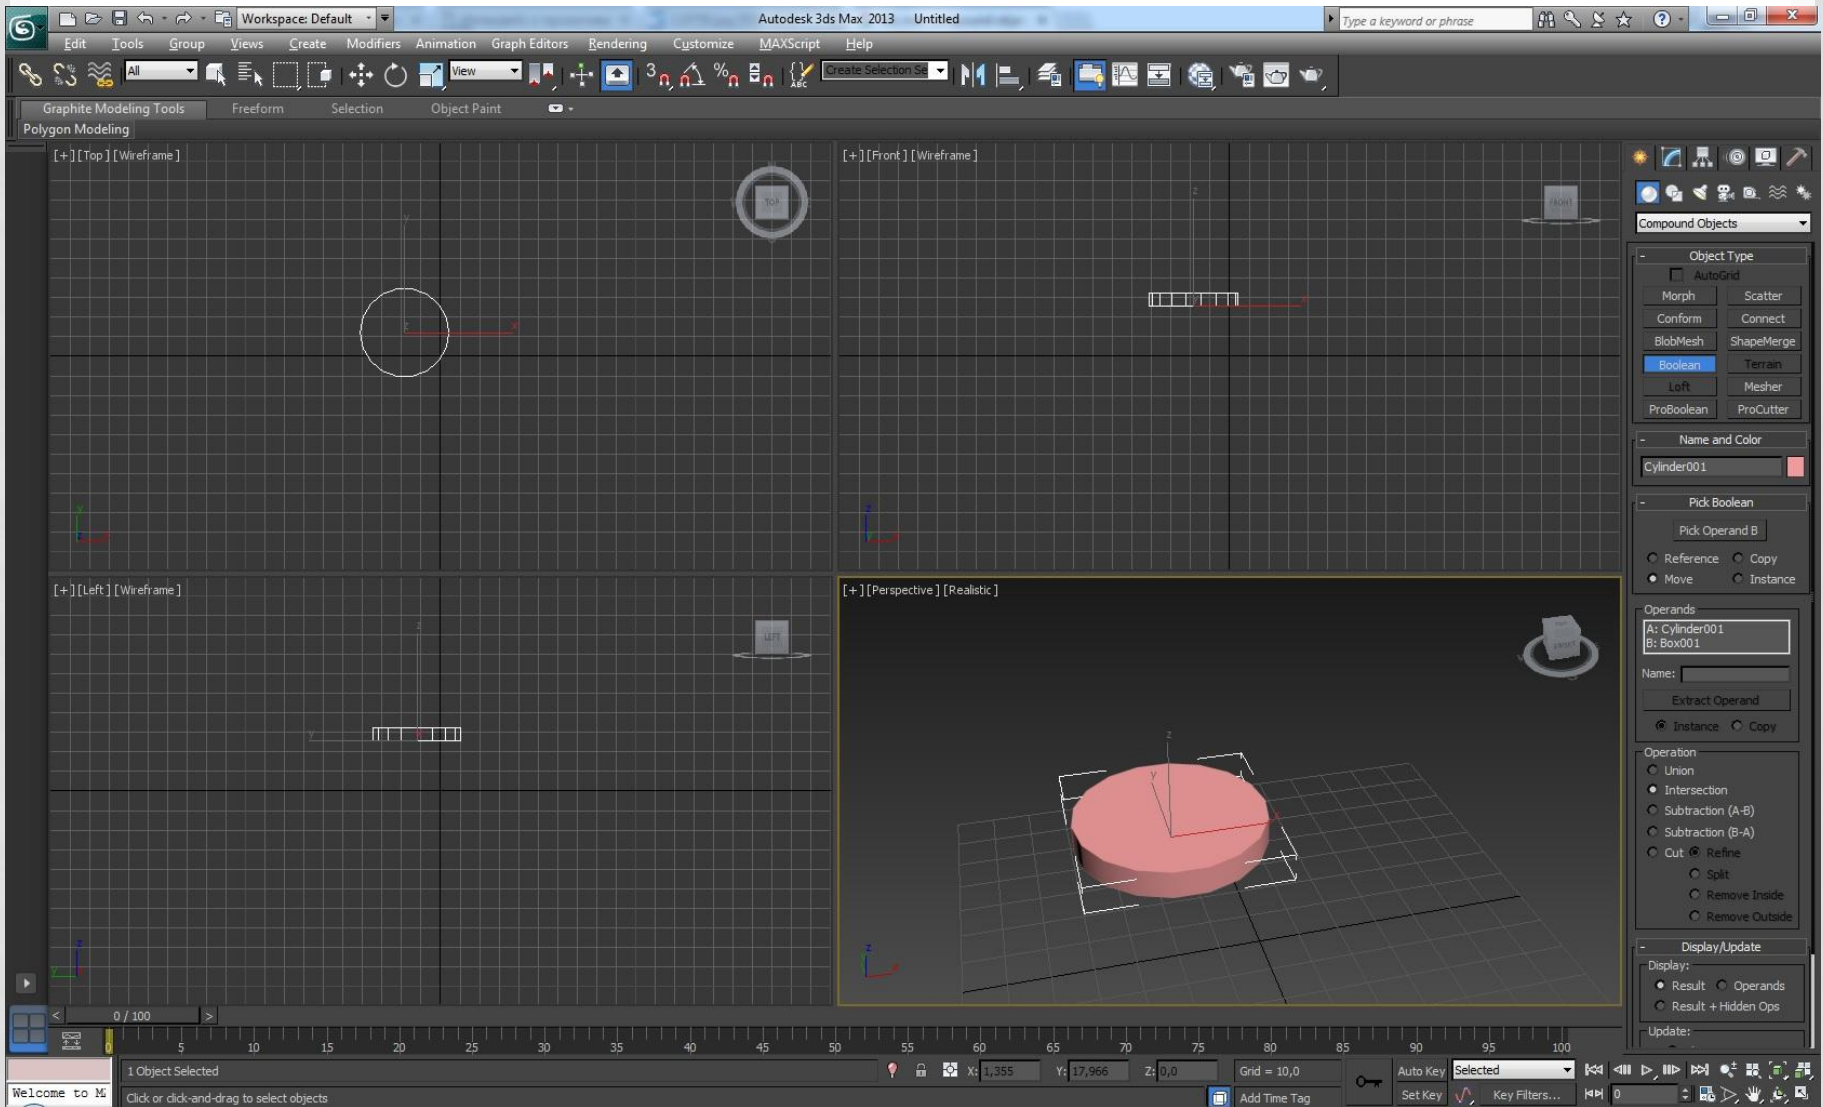 Workspace: Default
Autodesk 3ds Max 2013 Untitled
Type a keyword or phrase
Edit Tools Group Views Create Modifiers Animation Graph Editors Rendering Customize MAXScript Help
All
View
3
%
ABC
Create Selection Se
Graphite Modeling Tools Freeform Selection Object Paint
Polygon Modeling
[+][Top][Wireframe]
TOP
y
z
x
y
x
[+][Front][Wireframe]
FRONT
z
x
z
[+][Left][Wireframe]
LEFT
z
y
z
y
[+][Perspective][Realistic]
z
y
x
z
Compound Objects
- Object Type
AutoGrid
Morph Scatter
Conform Connect
BlobMesh ShapeMerge
Boolean Terrain
Loft Mesher
ProBoolean ProCutter
- Name and Color
Cylinder001
- Pick Boolean
Pick Operand B
Reference Copy
Move Instance
Operands
A: Cylinder001
B: Box001
Name:
Extract Operand
Instance Copy
Operation
Union
Intersection
Subtraction (A-B)
Subtraction (B-A)
Cut Refine
Split
Remove Inside
Remove Outside
- Display/Update
Display:
Result Operands
Result + Hidden Ops
Update:
< 0 / 100 >
0 5 10 15 20 25 30 35 40 45 50 55 60 65 70 75 80 85 90 95 100
1 Object Selected
X: 1,355 Y: 17,966 Z: 0,0
Grid = 10,0
Auto Key Selected
Welcome to M
Click or click-and-drag to select objects
Add Time Tag
Set Key Key Filters...
0